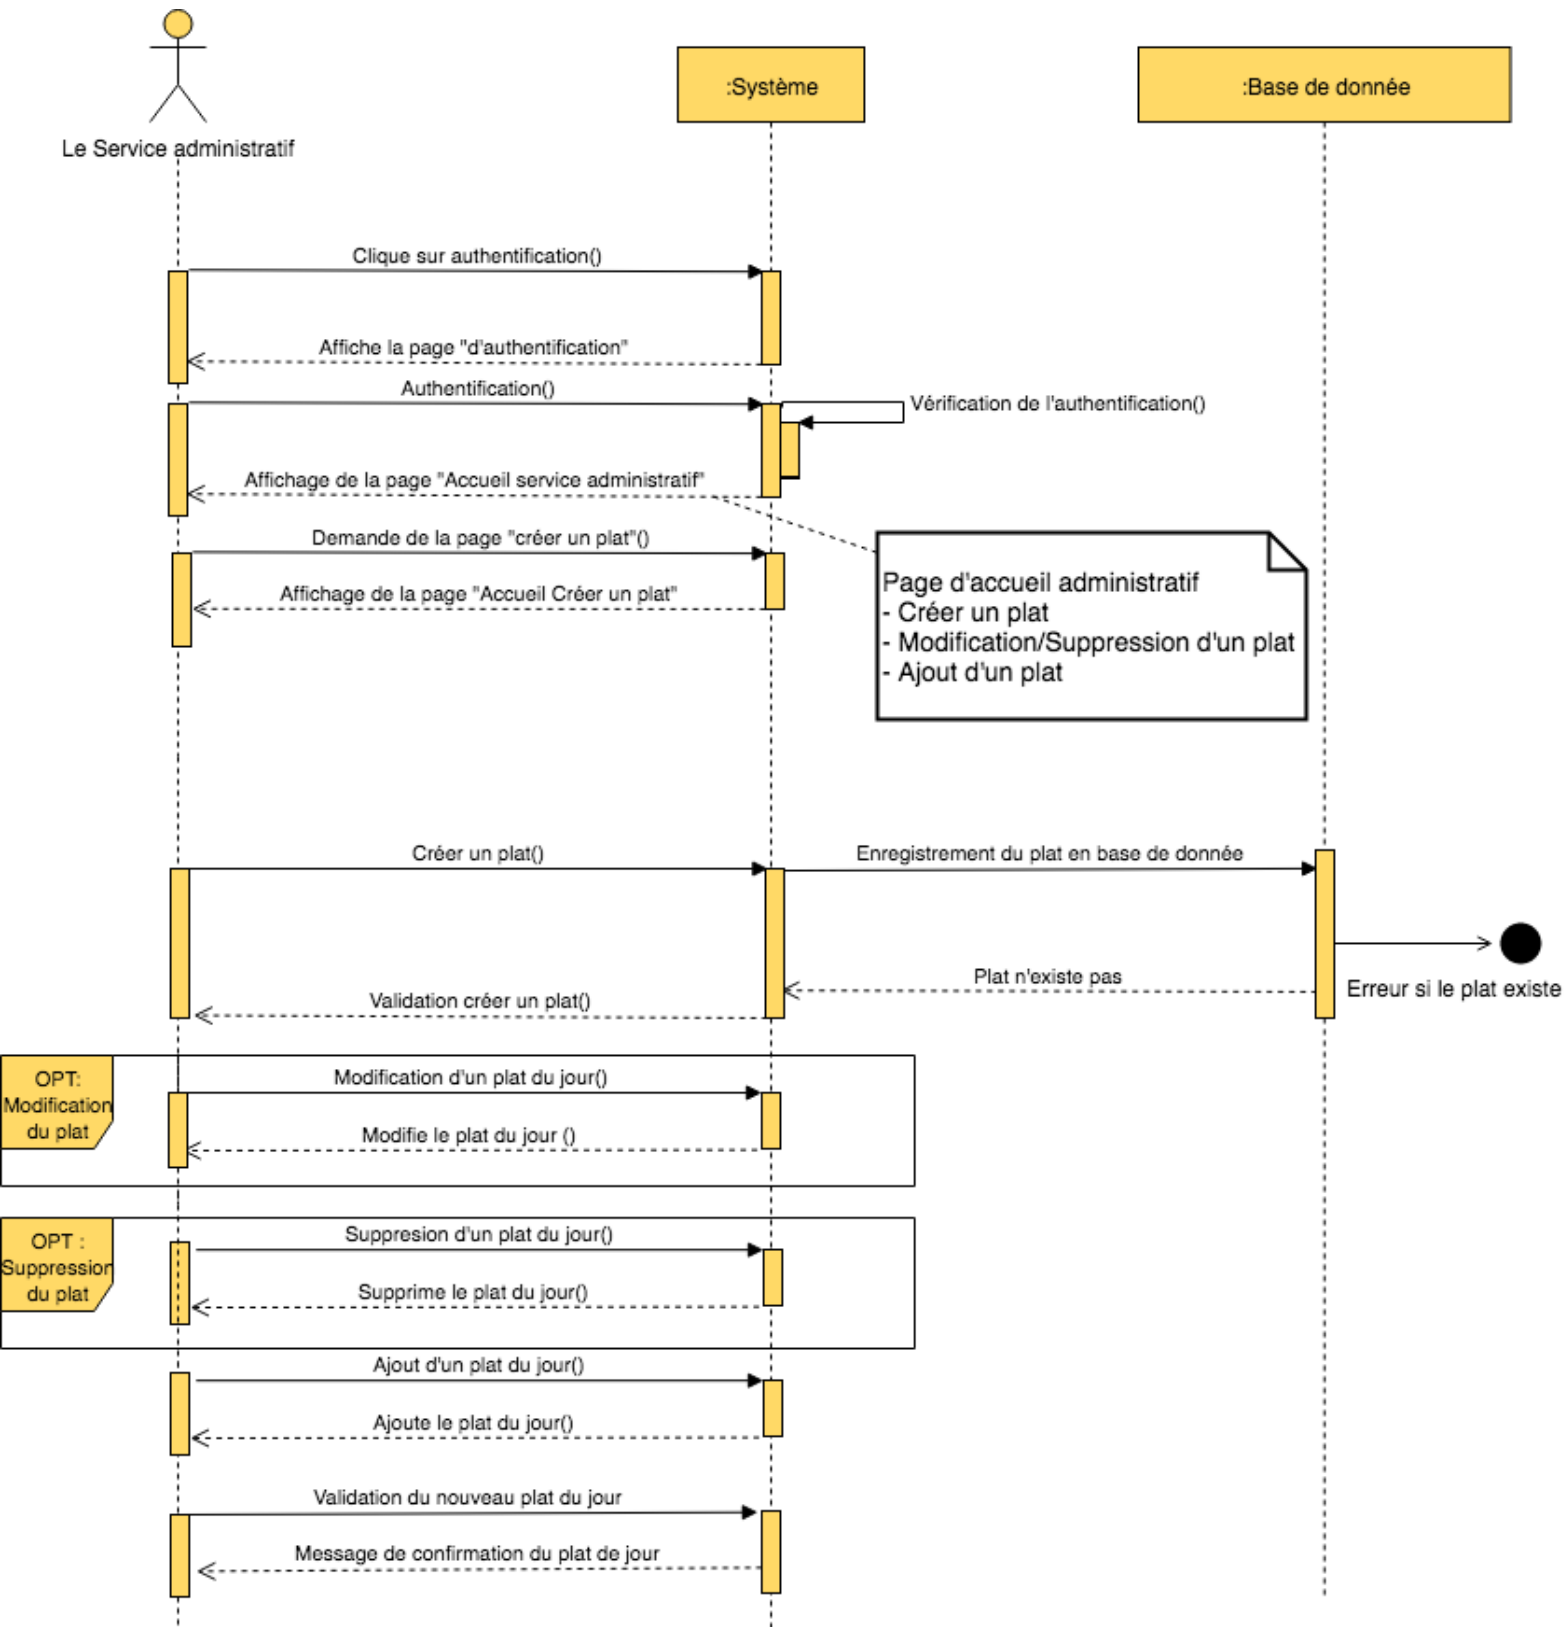 :Système
:Base de donnée
Le Service administratif
Clique sur authentification()
Affiche la page "d'authentification"
Authentification()
Vérification de l'authentification()
Affichage de la page "Accueil service administratif"
Demande de la page "créer un plat"()
Affichage de la page "Accueil Créer un plat"
Page d'accueil administratif
- Créer un plat
- Modification/Suppression d'un plat
- Ajout d'un plat
Créer un plat()
Enregistrement du plat en base de donnée
Plat n'existe pas
Erreur si le plat existe
Validation créer un plat()
OPT:
Modification
du plat
Modification d'un plat du jour()
Modifie le plat du jour ()
OPT :
Suppression
du plat
Suppresion d'un plat du jour()
Supprime le plat du jour()
Ajout d'un plat du jour()
Ajoute le plat du jour()
Validation du nouveau plat du jour
Message de confirmation du plat de jour